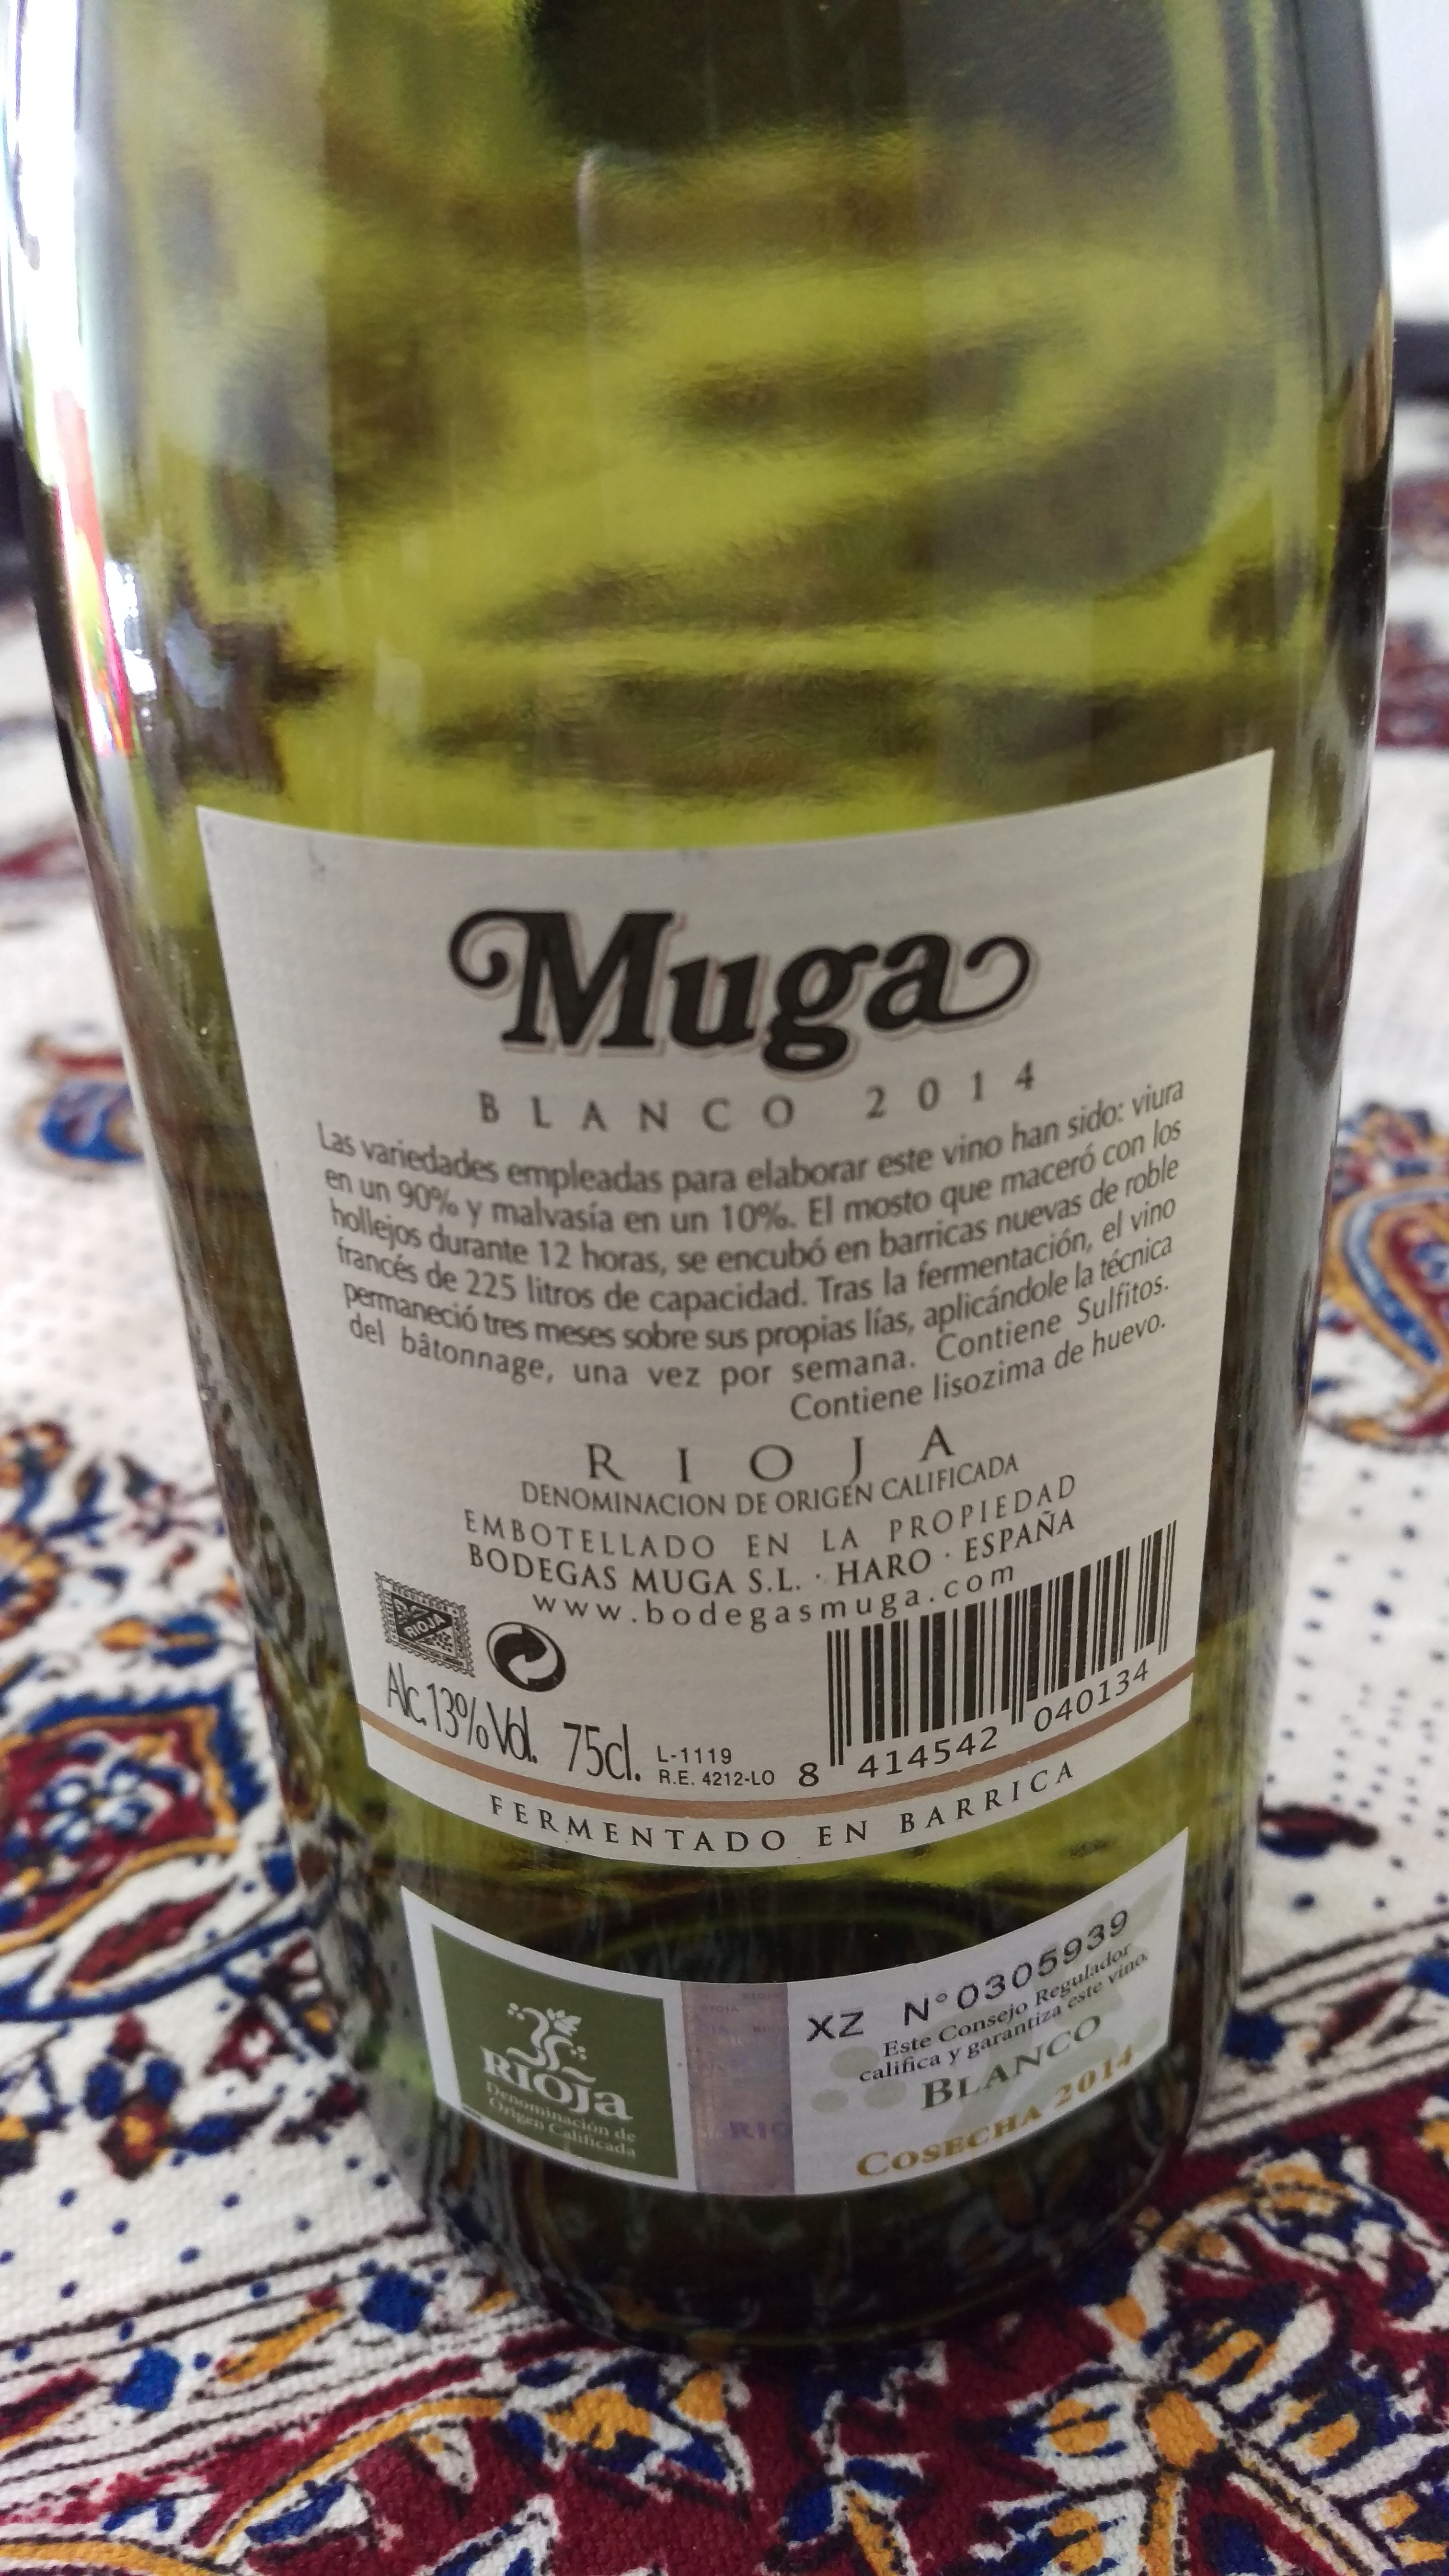 Muga
BLANCO 2014
Las variedades empleadas para elaborar este vino han sido: viura
en un 90% y malvasía en un 10%. El mosto que maceró con los
hollejos durante 12 horas, se encubó en barricas nuevas de roble
francés de 225 litros de capacidad. Tras la fermentación, el vino
permaneció tres meses sobre sus propias lías, aplicándole la técnica
del bâtonnage, una vez por semana. Contiene Sulfitos.
Contiene lisozima de huevo.
RIOJA
DENOMINACION DE ORIGEN CALIFICADA
EMBOTELLADO EN LA PROPIEDAD
BODEGAS MUGA S.L. · HARO · ESPAÑA
www.bodegasmuga.com
RIOJA
Alc.13%Vol. 75cl.
L-1119
R.E. 4212-LO
8 414542 040134
FERMENTADO EN BARRICA
RIOJA
Denominación de
Origen Calificada
RIOJA
RIO
XZ Nº0305939
Este Consejo Regulador
califica y garantiza este vino.
BLANCO
COSECHA 2014